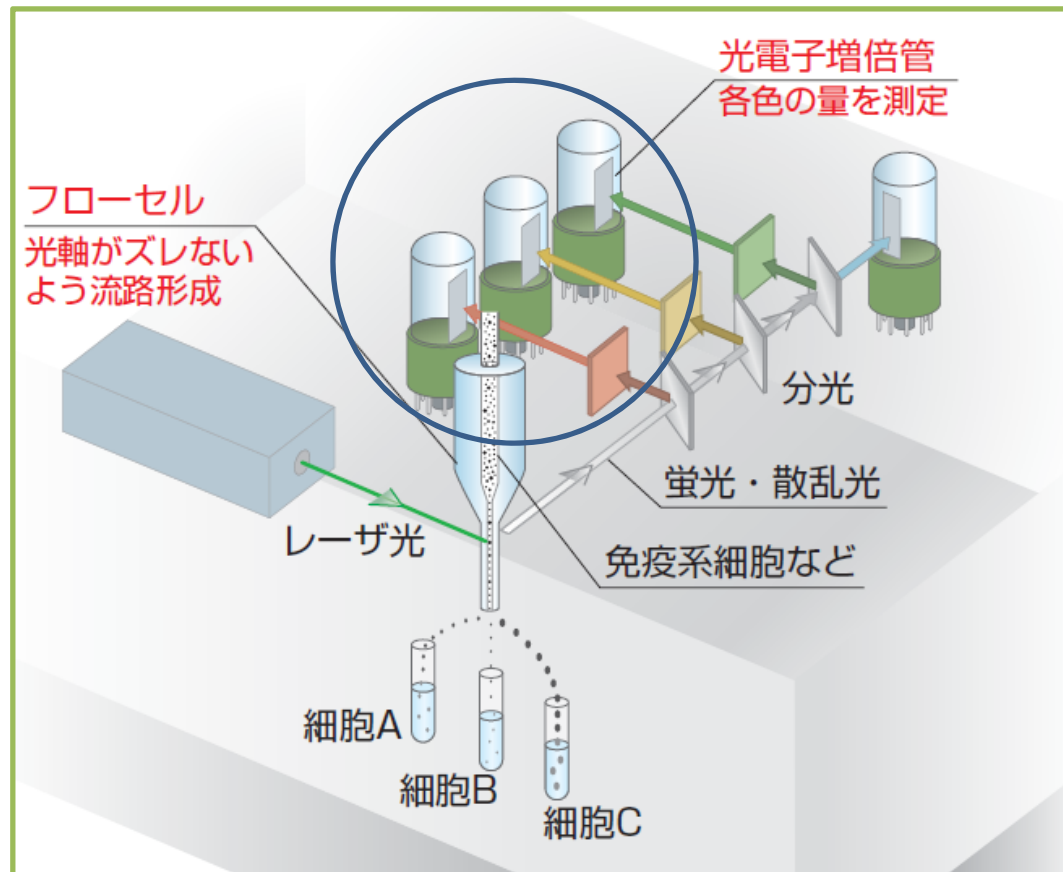 光電子増倍管
各色の量を測定
フローセル
光軸がズレない
よう流路形成
分光
蛍光・散乱光
レーザ光
免疫系細胞など
細胞A
細胞B
細胞C